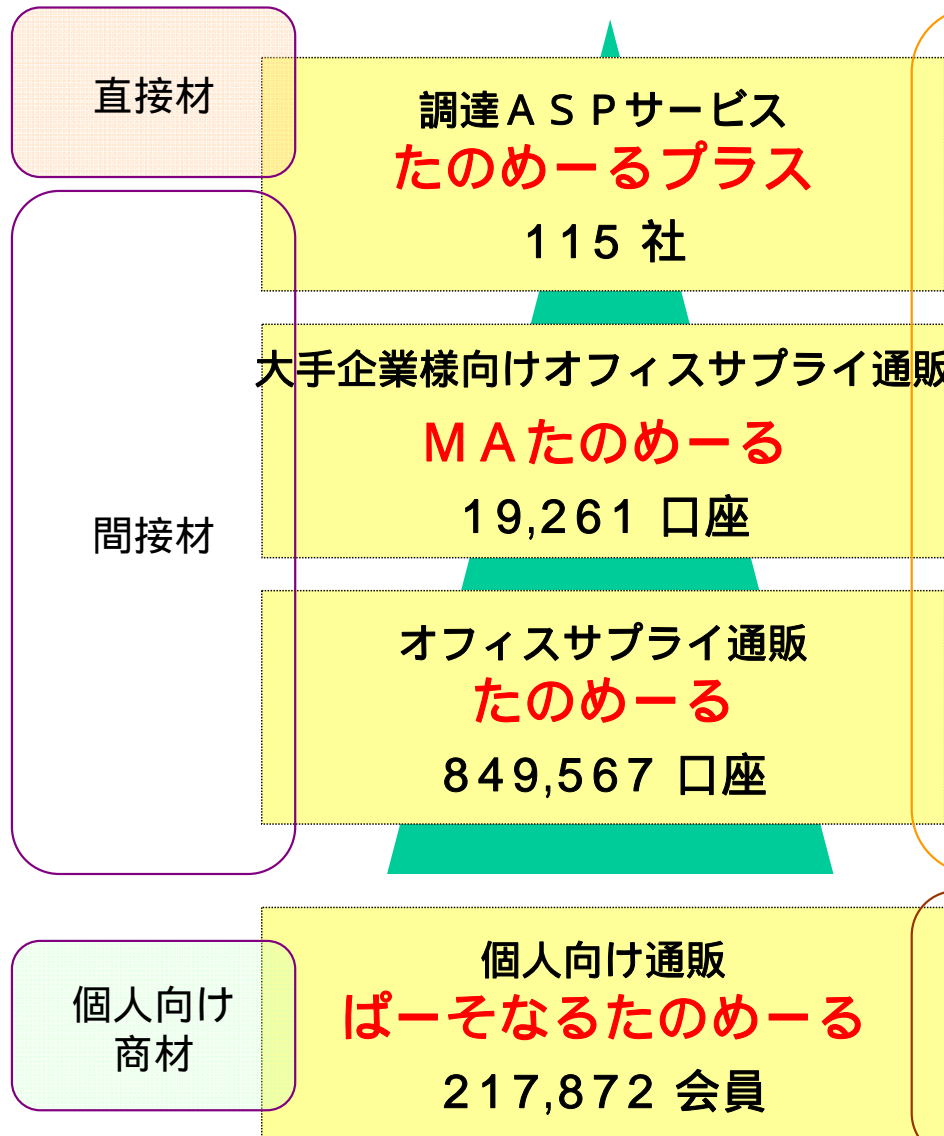 直接材
調達ＡＳＰサービス
たのめーるプラス
115 社
大手企業様向けオフィスサプライ通販
ＭＡたのめーる
19,261 口座
間接材
オフィスサプライ通販
たのめーる
849,567 口座
個人向け通販
ぱーそなるたのめーる
217,872 会員
個人向け
商材